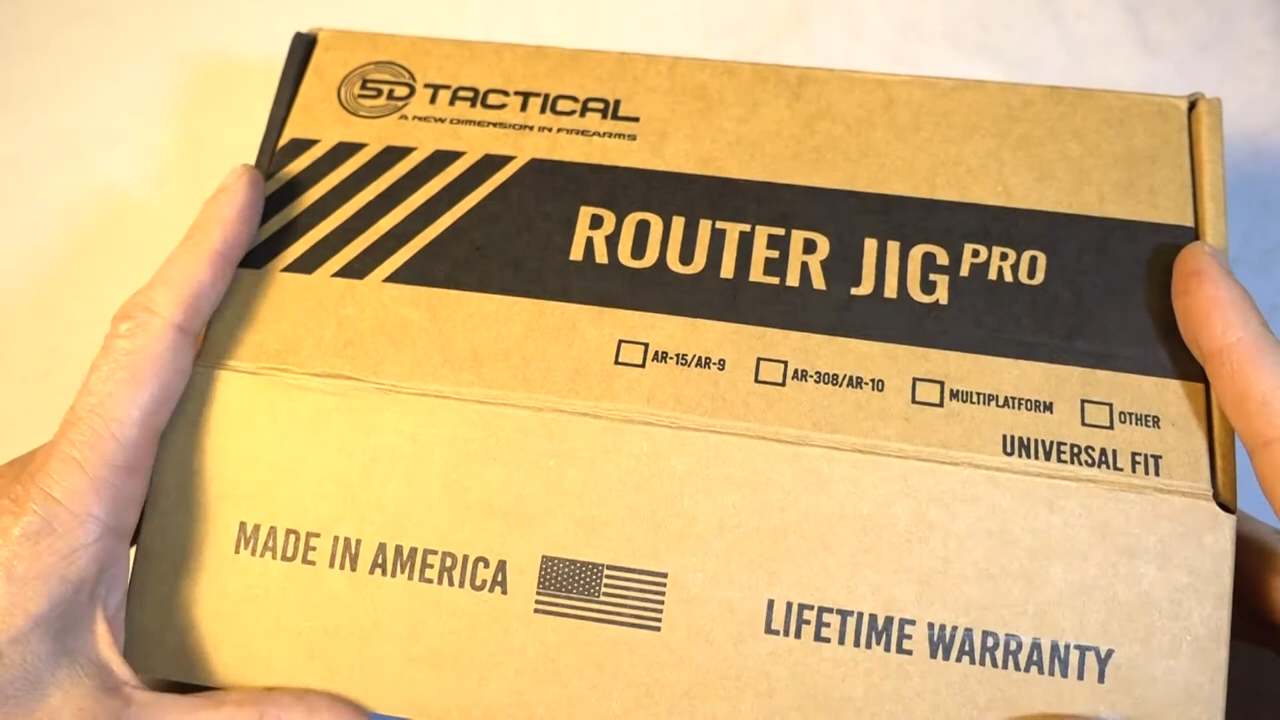 5D TACTICAL
A NEW DIMENSION IN FIREARMS
ROUTER JIG PRO
AR-15/AR-9 AR-308/AR-10 MULTIPLATFORM OTHER
UNIVERSAL FIT
MADE IN AMERICA
LIFETIME WARRANTY